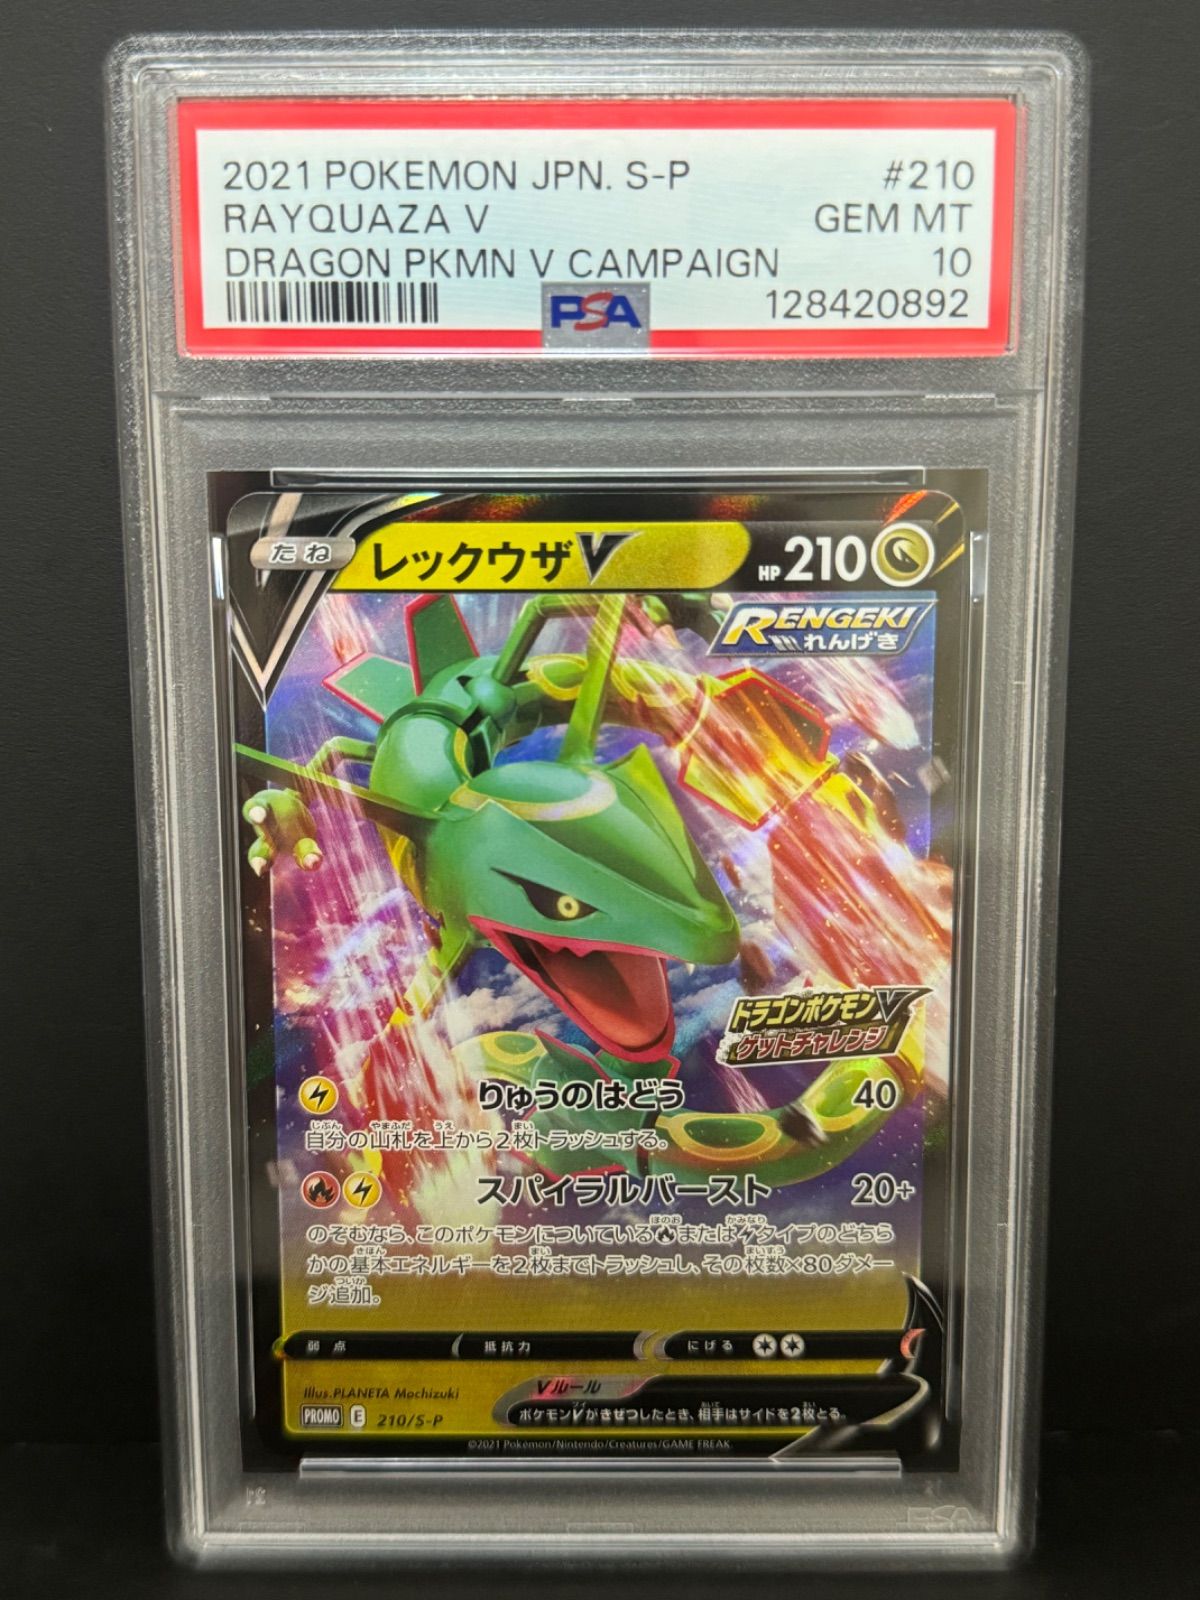 2021 POKEMON JPN. S-P #210
RAYQUAZA V GEM MT
DRAGON PKMN V CAMPAIGN 10
PSA 128420892
たね レックウザV HP 210
RENGEKI
れんげき
ドラゴンポケモンV
ゲットチャレンジ
りゅうのはどう 40
自分の山札を上から2枚トラッシュする。
スパイラルバースト 20+
のぞむなら、このポケモンについている またはタイプのどちら
かの基本エネルギーを2枚までトラッシュし、その枚数×80ダメー
ジ追加。
弱点 抵抗力 にげる
Illus.PLANETA Mochizuki
Vルール
PROMO E 210/S-P
ポケモンVがきぜつしたとき、相手はサイドを2枚とる。
©2021 Pokémon/Nintendo/Creatures/GAME FREAK.
PSA